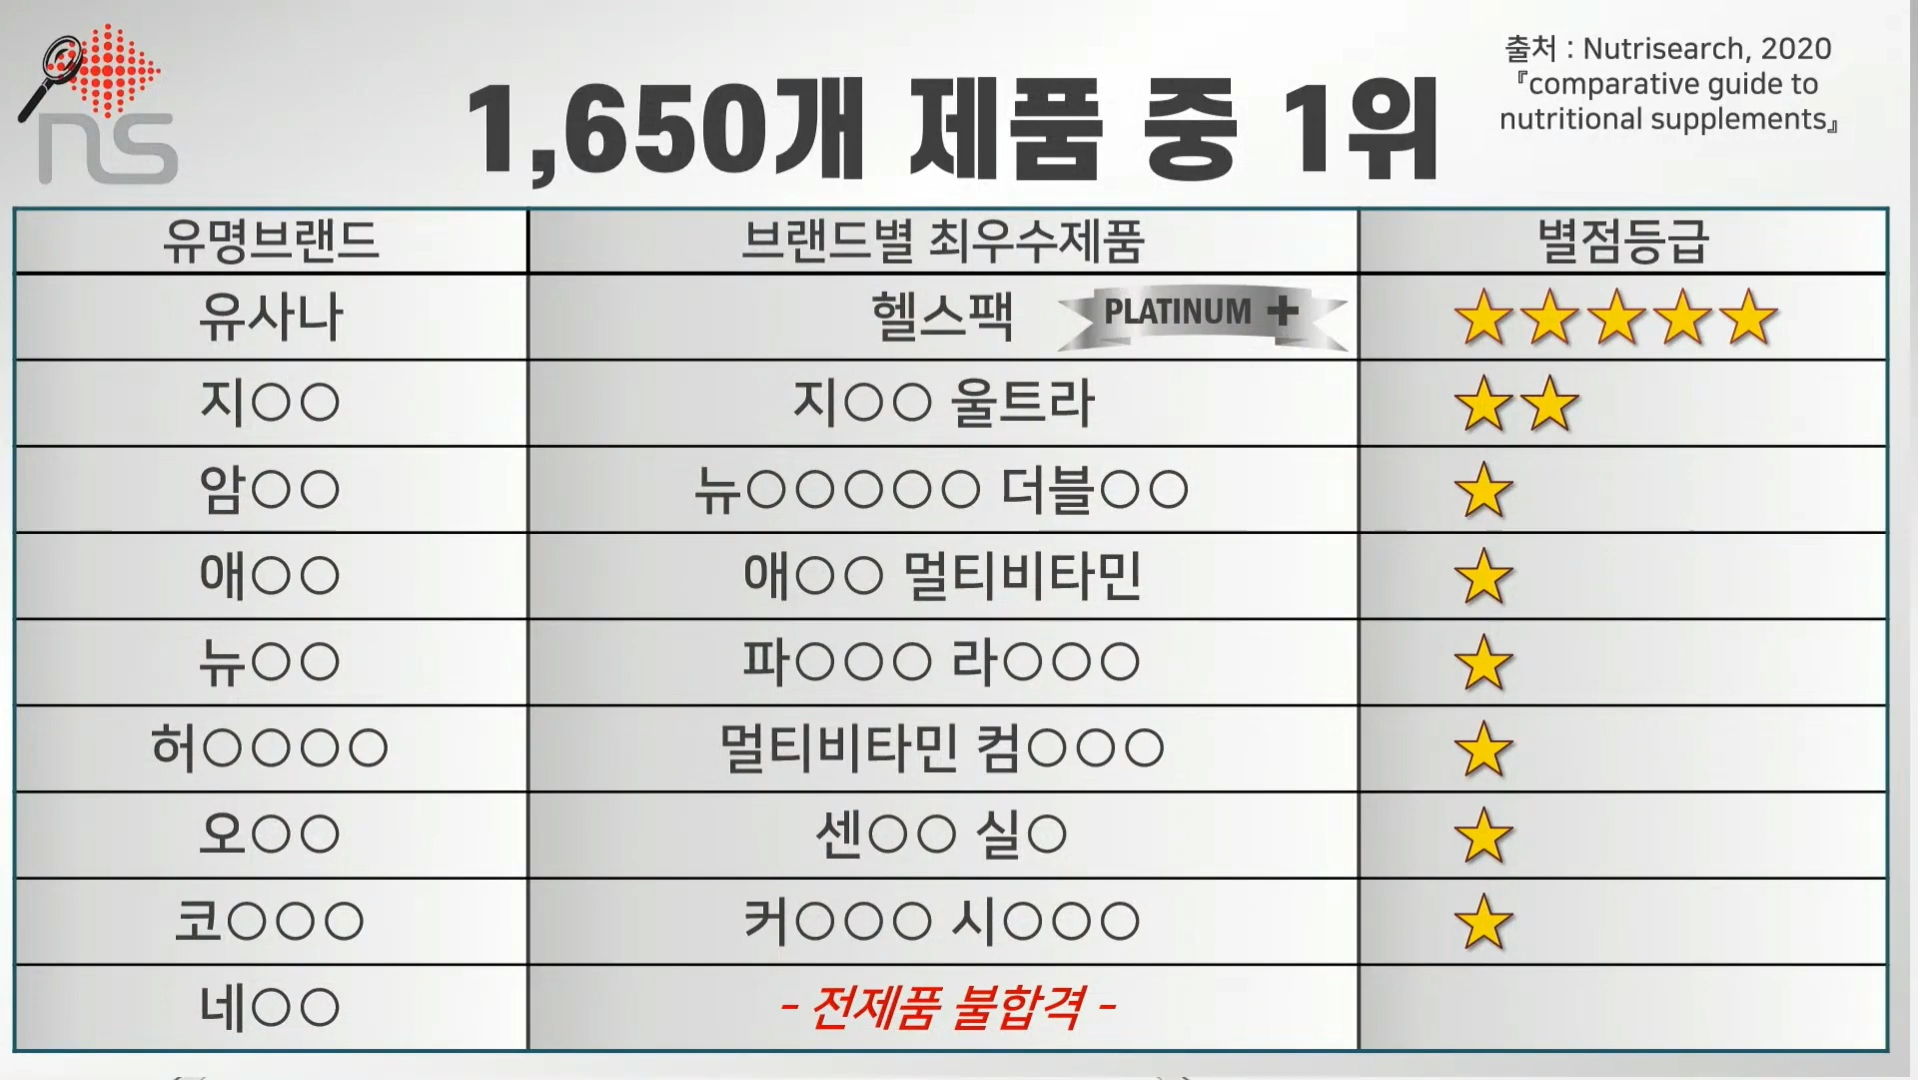 ns
1,650개 제품 중 1위
출처 : Nutrisearch, 2020
『comparative guide to
nutritional supplements』
유명브랜드 브랜드별 최우수제품 별점등급
유사나 헬스팩 PLATINUM + ★★★★★
지○○ 지○○ 울트라 ★★
암○○ 뉴○○○○○ 더블○○ ★
애○○ 애○○ 멀티비타민 ★
뉴○○ 파○○○ 라○○○ ★
허○○○○ 멀티비타민 컴○○○ ★
오○○ 센○○ 실○ ★
코○○○ 커○○○ 시○○○ ★
네○○ - 전제품 불합격 -